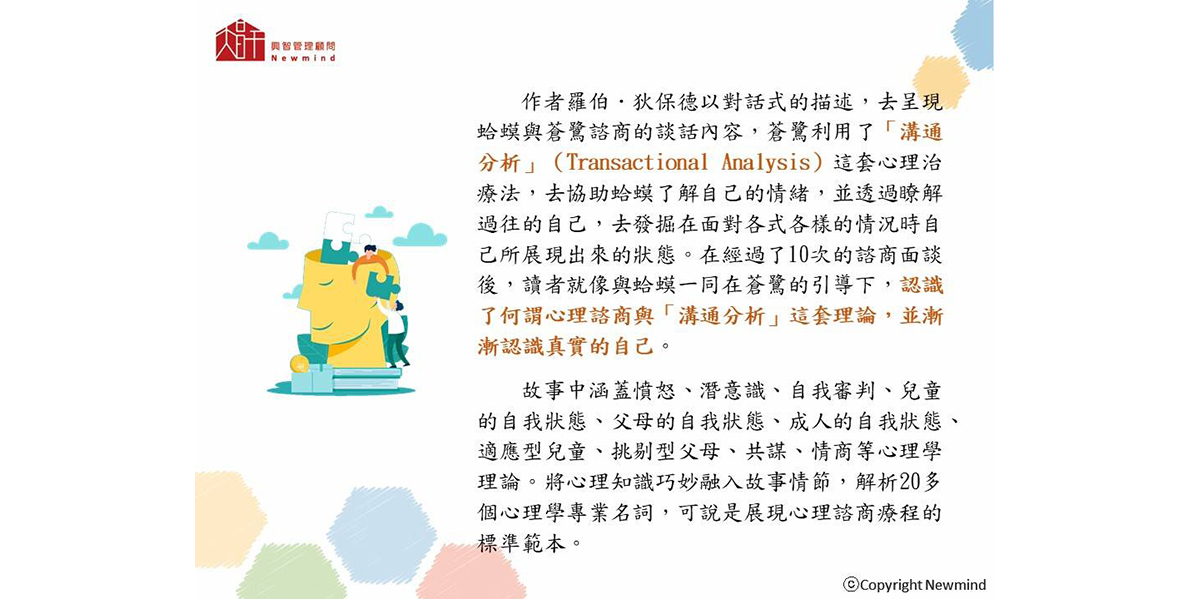 興智管理顧問
Newmind
作者羅伯．狄保德以對話式的描述，去呈現
蛤蟆與蒼鷺諮商的談話內容，蒼鷺利用了「溝通
分析」（Transactional Analysis）這套心理治
療法，去協助蛤蟆了解自己的情緒，並透過瞭解
過往的自己，去發掘在面對各式各樣的情況時自
己所展現出來的狀態。在經過了10次的諮商面談
後，讀者就像與蛤蟆一同在蒼鷺的引導下，認識
了何謂心理諮商與「溝通分析」這套理論，並漸
漸認識真實的自己。
故事中涵蓋憤怒、潛意識、自我審判、兒童
的自我狀態、父母的自我狀態、成人的自我狀態、
適應型兒童、挑剔型父母、共謀、情商等心理學
理論。將心理知識巧妙融入故事情節，解析20多
個心理學專業名詞，可說是展現心理諮商療程的
標準範本。
ⓒCopyright Newmind